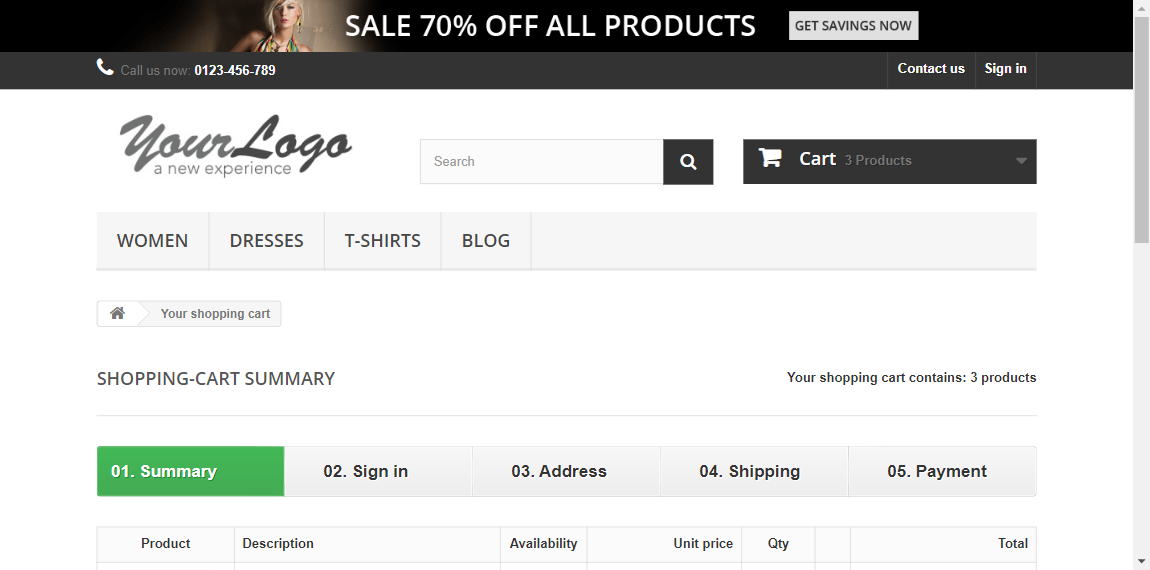 SALE 70% OFF ALL PRODUCTS GET SAVINGS NOW
Call us now: 0123-456-789 Contact us Sign in
Your Logo
a new experience
Search
Cart 3 Products
WOMEN DRESSES T-SHIRTS BLOG
Your shopping cart
SHOPPING-CART SUMMARY Your shopping cart contains: 3 products
01. Summary 02. Sign in 03. Address 04. Shipping 05. Payment
Product Description Availability Unit price Qty Total